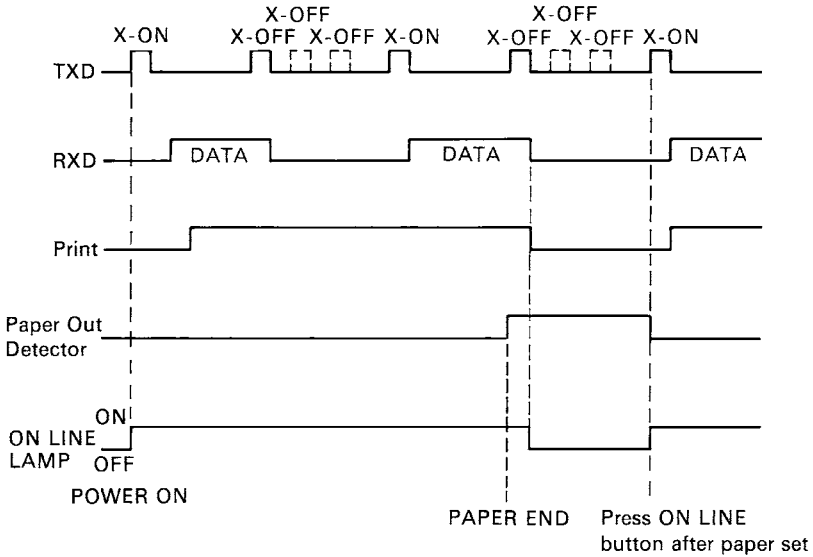 X-OFF X-OFF
X-ON X-OFF X-OFF X-ON X-OFF X-OFF X-ON
TXD
RXD DATA DATA DATA
Print
Paper Out
Detector
ON
ON LINE
LAMP OFF
POWER ON
PAPER END Press ON LINE
button after paper set